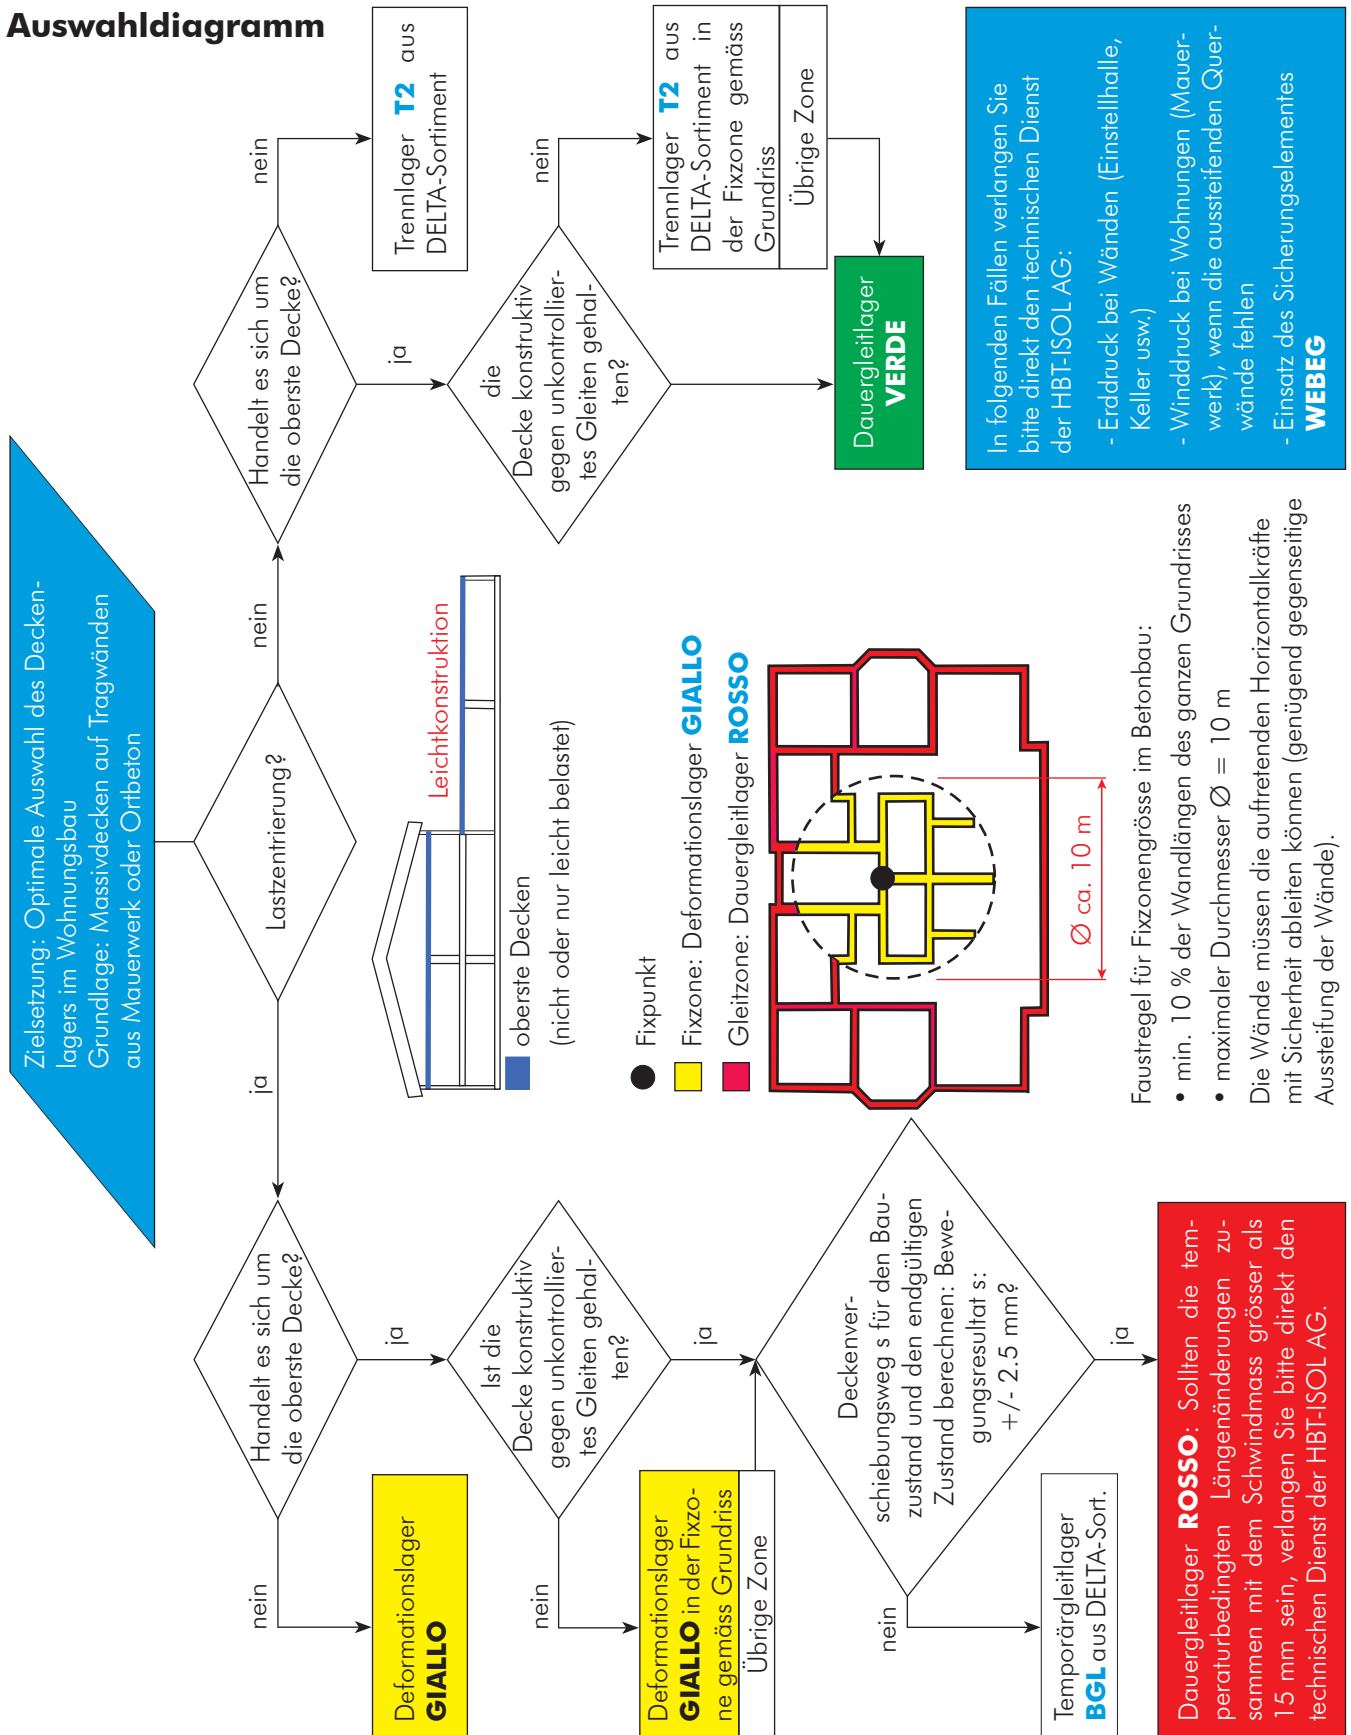 Auswahldiagramm
Zielsetzung: Optimale Auswahl des Decken-
lagers im Wohnungsbau
Grundlage: Massivdecken auf Tragwänden
aus Mauerwerk oder Ortbeton
Lastzentrierung?
ja
nein
Handelt es sich um
die oberste Decke?
nein
ja
Deformationslager
GIALLO
Ist die
Decke konstruktiv
gegen unkontrollier-
tes Gleiten gehal-
ten?
nein
ja
Deformationslager
GIALLO in der Fixzo-
ne gemäss Grundriss
Übrige Zone
Deckenver-
schiebungsweg s für den Bau-
zustand und den endgültigen
Zustand berechnen: Bewe-
gungsresultat s:
+/- 2.5 mm?
nein
ja
Temporärgleitlager
BGL aus DELTA-Sort.
Dauergleitlager ROSSO: Sollten die tem-
peraturbedingten Längenänderungen zu-
sammen mit dem Schwindmass grösser als
15 mm sein, verlangen Sie bitte direkt den
technischen Dienst der HBT-ISOL AG.
Leichtkonstruktion
oberste Decken
(nicht oder nur leicht belastet)
Fixpunkt
Fixzone: Deformationslager GIALLO
Gleitzone: Dauergleitlager ROSSO
Ø ca. 10 m
Faustregel für Fixzonengrösse im Betonbau:
• min. 10 % der Wandlängen des ganzen Grundrisses
• maximaler Durchmesser Ø = 10 m
Die Wände müssen die auftretenden Horizontalkräfte
mit Sicherheit ableiten können (genügend gegenseitige
Aussteifung der Wände).
Handelt es sich um
die oberste Decke?
nein
ja
Trennlager T2 aus
DELTA-Sortiment
die
Decke konstruktiv
gegen unkontrollier-
tes Gleiten gehal-
ten?
nein
Trennlager T2 aus
DELTA-Sortiment in
der Fixzone gemäss
Grundriss
Übrige Zone
Dauergleitlager
VERDE
In folgenden Fällen verlangen Sie
bitte direkt den technischen Dienst
der HBT-ISOL AG:
- Erddruck bei Wänden (Einstellhalle,
Keller usw.)
- Winddruck bei Wohnungen (Mauer-
werk), wenn die aussteifenden Quer-
wände fehlen
- Einsatz des Sicherungselementes
WEBEG